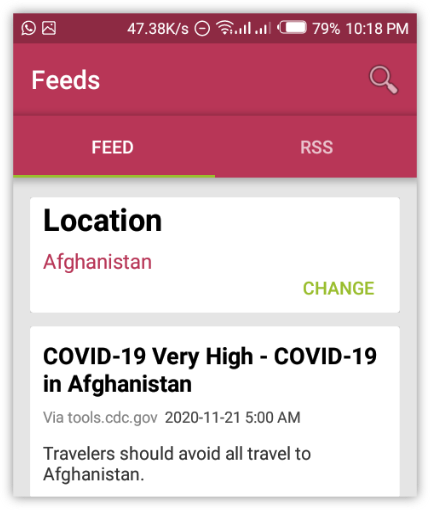 47.38K/s 79% 10:18 PM
Feeds
FEED RSS
Location
Afghanistan
CHANGE
COVID-19 Very High - COVID-19
in Afghanistan
Via tools.cdc.gov 2020-11-21 5:00 AM
Travelers should avoid all travel to
Afghanistan.